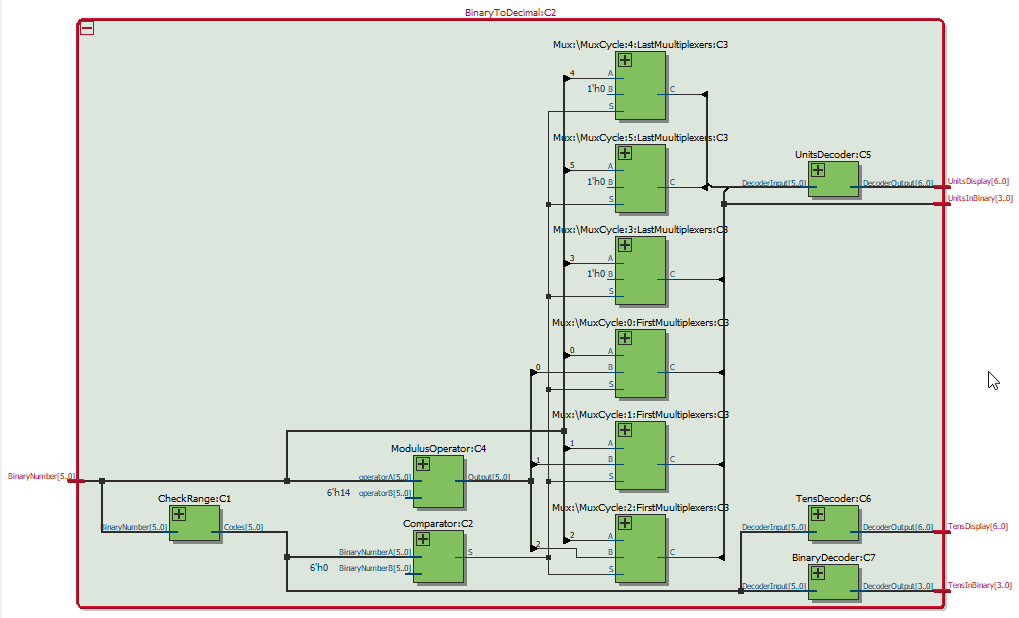 BinaryToDecimal:C2
Mux:\MuxCycle:4:LastMuultiplexers:C3
4 A
1'h0 B C
S
Mux:\MuxCycle:5:LastMuultiplexers:C3
5 A
1'h0 B C
S
UnitsDecoder:C5
DecoderInput[5..0] DecoderOutput[6..0] UnitsDisplay[6..0]
UnitsInBinary[3..0]
Mux:\MuxCycle:3:LastMuultiplexers:C3
3 A
1'h0 B C
S
Mux:\MuxCycle:0:FirstMuultiplexers:C3
0 A
0 B C
S
Mux:\MuxCycle:1:FirstMuultiplexers:C3
1 A
1 B C
S
ModulusOperator:C4
BinaryNumber[5..0] operatorA[5..0] Output[5..0]
6'h14 operatorB[5..0]
CheckRange:C1
BinaryNumber[5..0] Codes[5..0]
Comparator:C2
BinaryNumberA[5..0] S
6'h0 BinaryNumberB[5..0]
Mux:\MuxCycle:2:FirstMuultiplexers:C3
2 A
2 B C
S
TensDecoder:C6
DecoderInput[5..0] DecoderOutput[6..0] TensDisplay[6..0]
BinaryDecoder:C7
DecoderInput[5..0] DecoderOutput[3..0] TensInBinary[3..0]